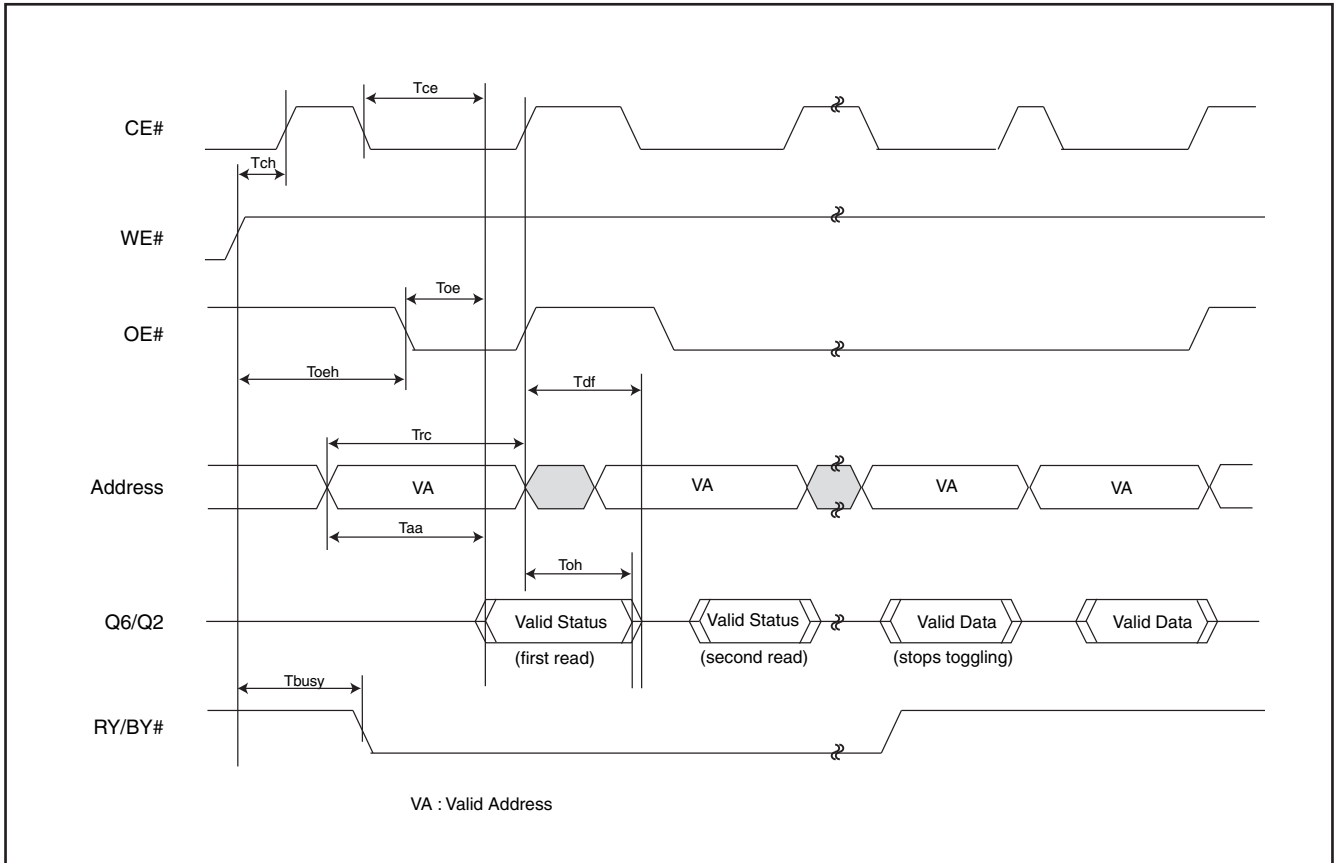 Tce
CE#
Tch
WE#
Toe
OE#
Toeh
Tdf
Trc
Address
VA
VA
VA
VA
Taa
Toh
Q6/Q2
Valid Status
Valid Status
Valid Data
Valid Data
(first read)
(second read)
(stops toggling)
Tbusy
RY/BY#
VA : Valid Address